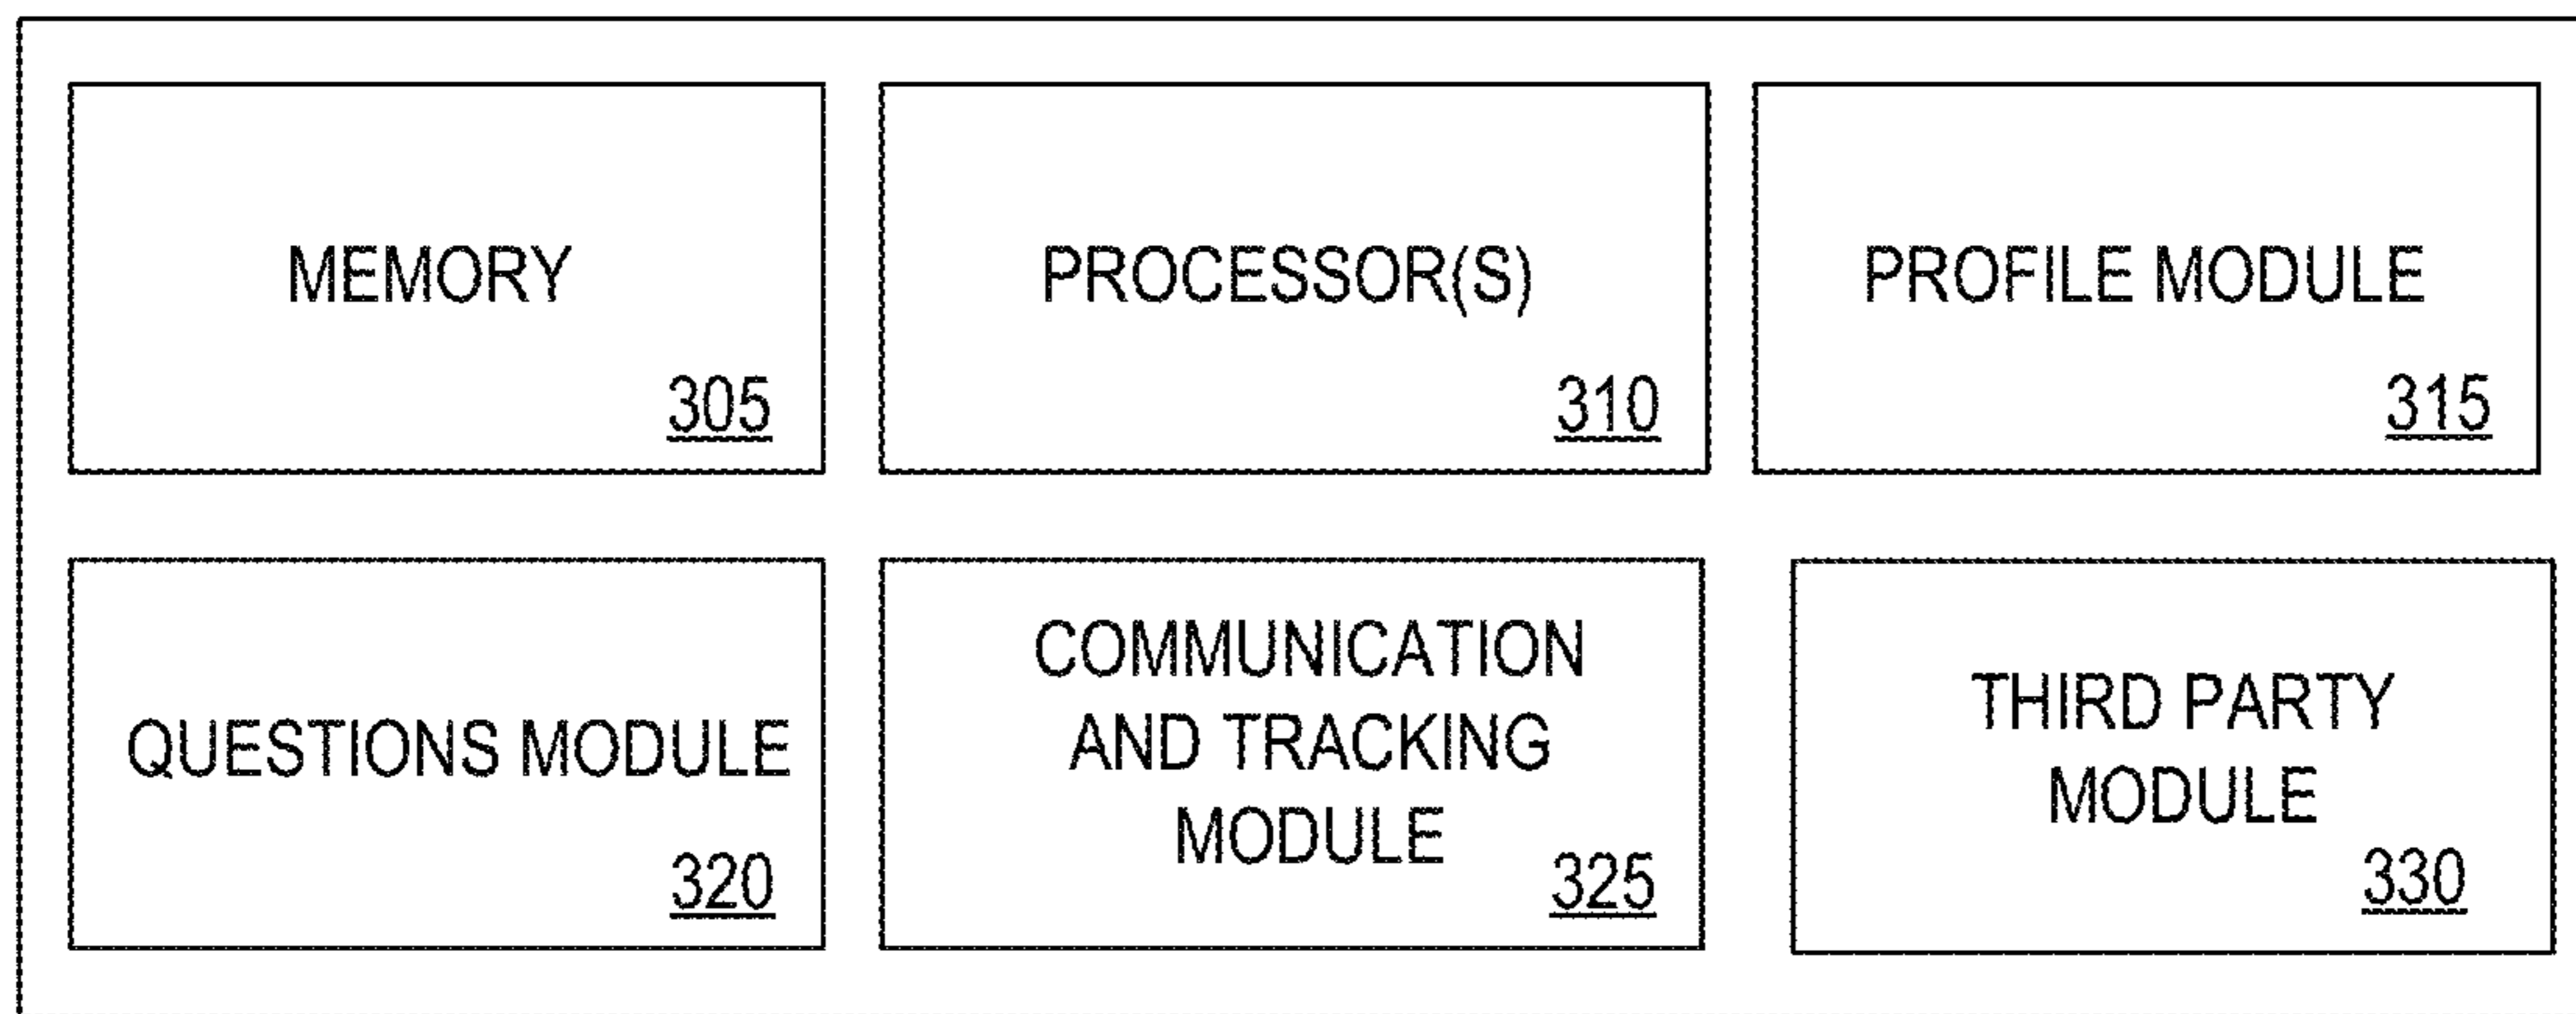 MEMORY
305
PROCESSOR(S)
310
PROFILE MODULE
315
QUESTIONS MODULE
320
COMMUNICATION
AND TRACKING
MODULE
325
THIRD PARTY
MODULE
330